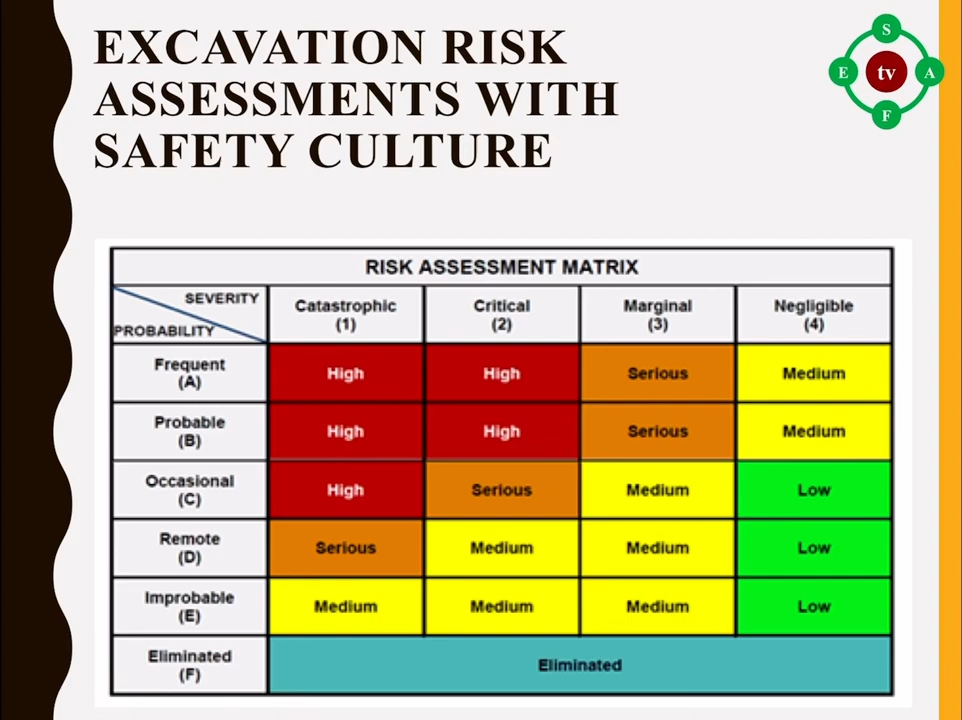 EXCAVATION RISK
ASSESSMENTS WITH
SAFETY CULTURE
S
E tv A
F
RISK ASSESSMENT MATRIX
SEVERITY
PROBABILITY
Catastrophic
(1)
Critical
(2)
Marginal
(3)
Negligible
(4)
Frequent
(A)
High High Serious Medium
Probable
(B)
High High Serious Medium
Occasional
(C)
High Serious Medium Low
Remote
(D)
Serious Medium Medium Low
Improbable
(E)
Medium Medium Medium Low
Eliminated
(F)
Eliminated